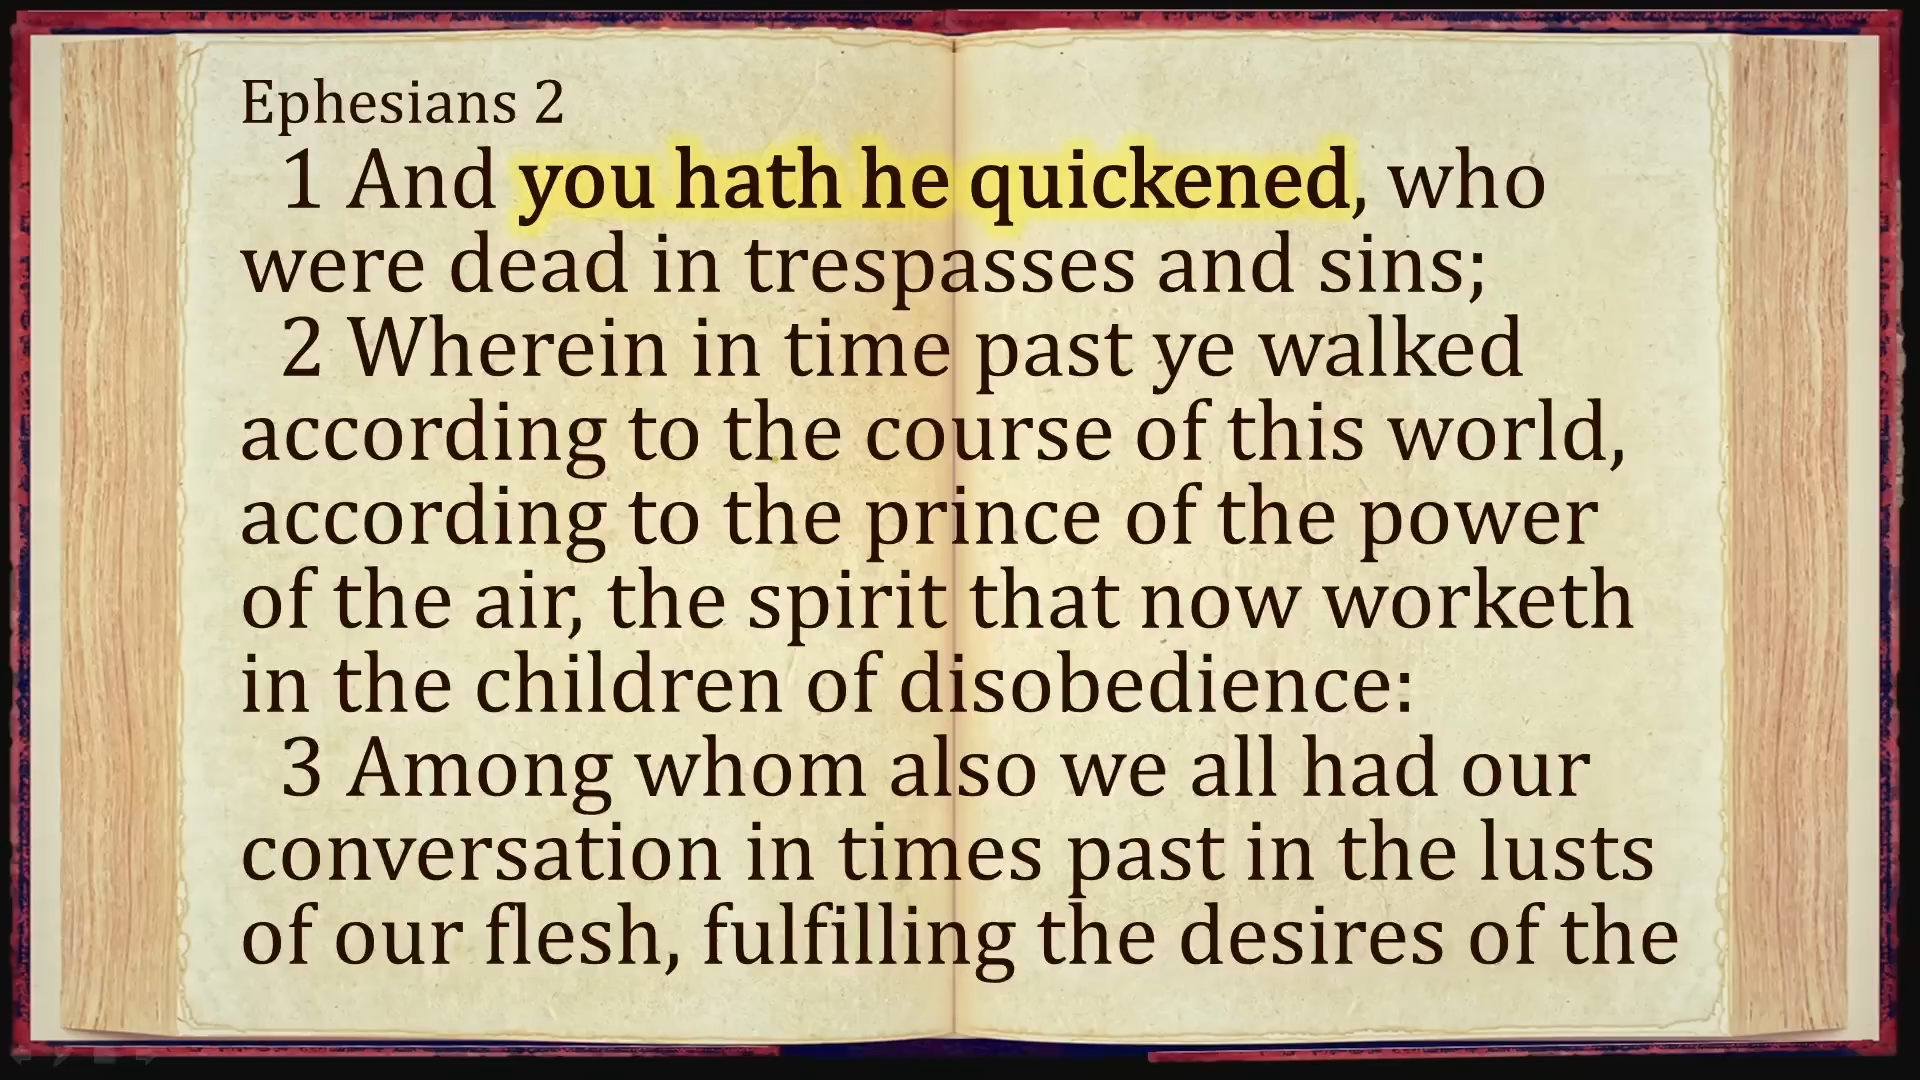 Ephesians 2
1 And you hath he quickened, who
were dead in trespasses and sins;
2 Wherein in time past ye walked
according to the course of this world,
according to the prince of the power
of the air, the spirit that now worketh
in the children of disobedience:
3 Among whom also we all had our
conversation in times past in the lusts
of our flesh, fulfilling the desires of the